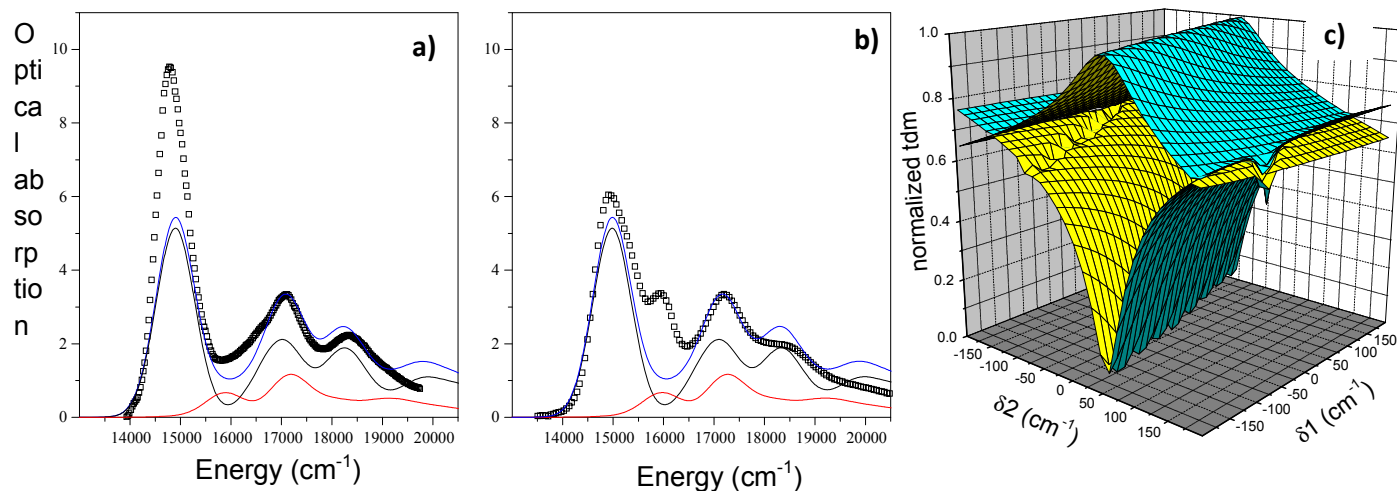 O
pti
ca
l
ab
so
rp
tio
n
a)
10
8
6
4
2
0
14000 15000 16000 17000 18000 19000 20000
Energy (cm-1)
b)
10
8
6
4
2
0
14000 15000 16000 17000 18000 19000 20000
Energy (cm-1)
c)
normalized tdm
1.0
0.8
0.6
0.4
0.2
0.0
-150 -100 -50 0 50 100 150
δ2 (cm-1)
-150 -100 -50 0 50 100 150
δ1 (cm-1)